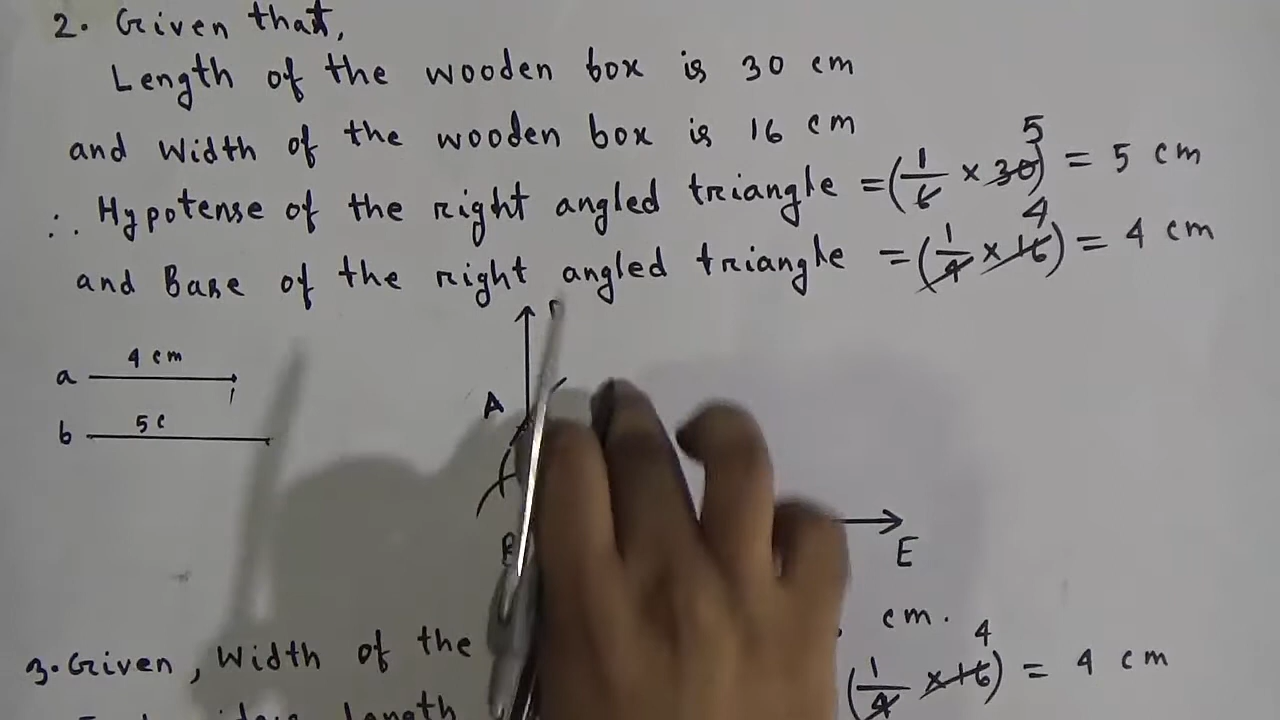 2. Given that,
Length of the wooden box is 30 cm
and Width of the wooden box is 16 cm
∴ Hypotense of the right angled triangle = (1/6 × 30) 5 = 5 cm
and Base of the right angled triangle = (1/4 × 16) 4 = 4 cm
a 4 cm
b 5c
A
B
E
cm.
3. Given, Width of the
(1/4 × 16) 4 = 4 cm
length